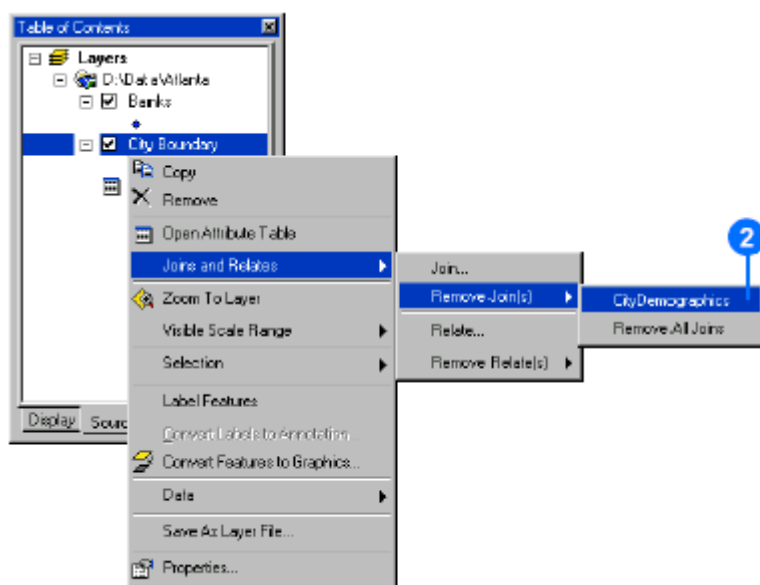 Table of Contents
Layers
D:\Data\Atlanta
Banks
City Boundary
Copy
Remove
Open Attribute Table
Joins and Relates
Zoom To Layer
Visible Scale Range
Selection
Label Features
Convert Labels to Annotation...
Convert Features to Graphics...
Data
Save As Layer File...
Properties...
Join...
Remove Join(s)
Relate...
Remove Relate(s)
2
CityDemographics
Remove All Joins
Display
Sourc